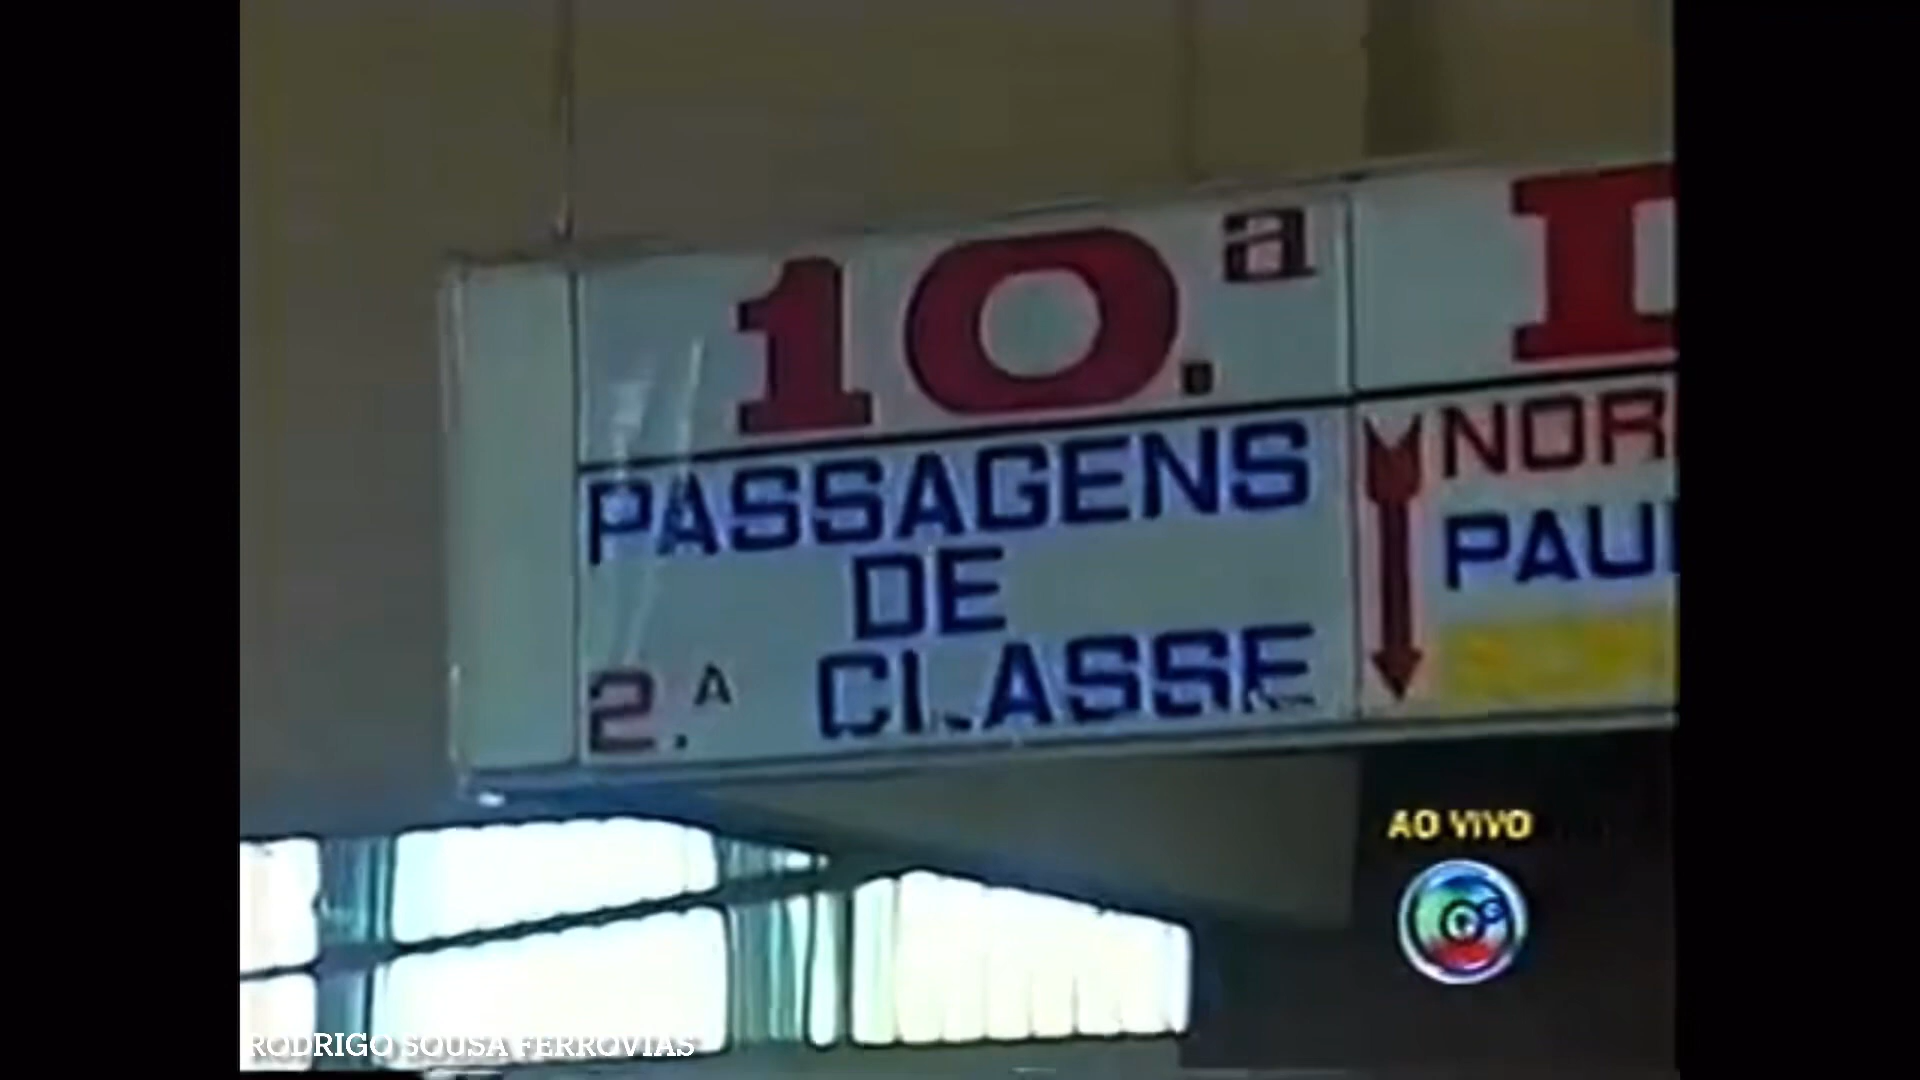 10.ª
PASSAGENS
DE
2.A CLASSE
NOR
PAU
AO VIVO
RODRIGO SOUSA FERROVIAS